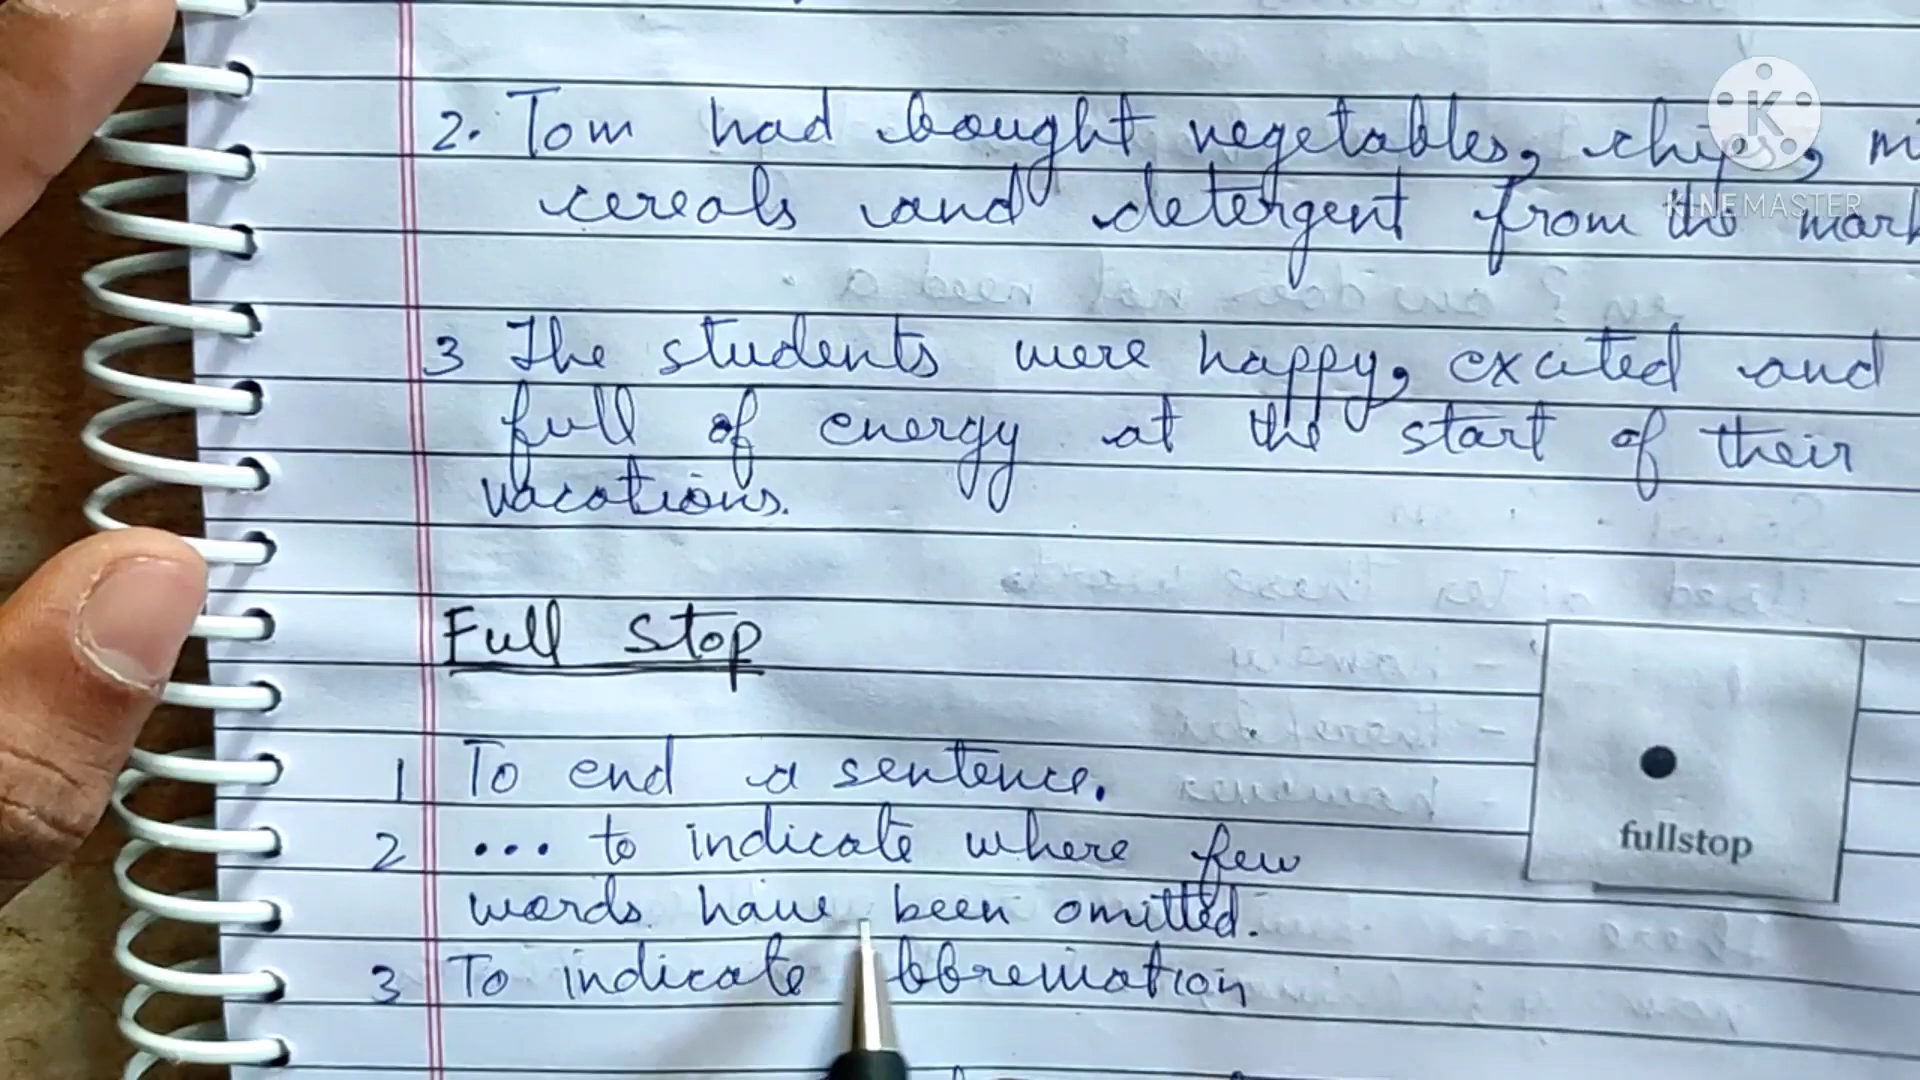 2. Tom had bought vegetables, chips,
cereals and detergent from the
3 The students were happy, excited and
full of energy at the start of their
vacations.
Full Stop
1 To end a sentence.
2 ... to indicate where few
words have been omitted.
3 To indicate
fullstop
K
KINEMASTER